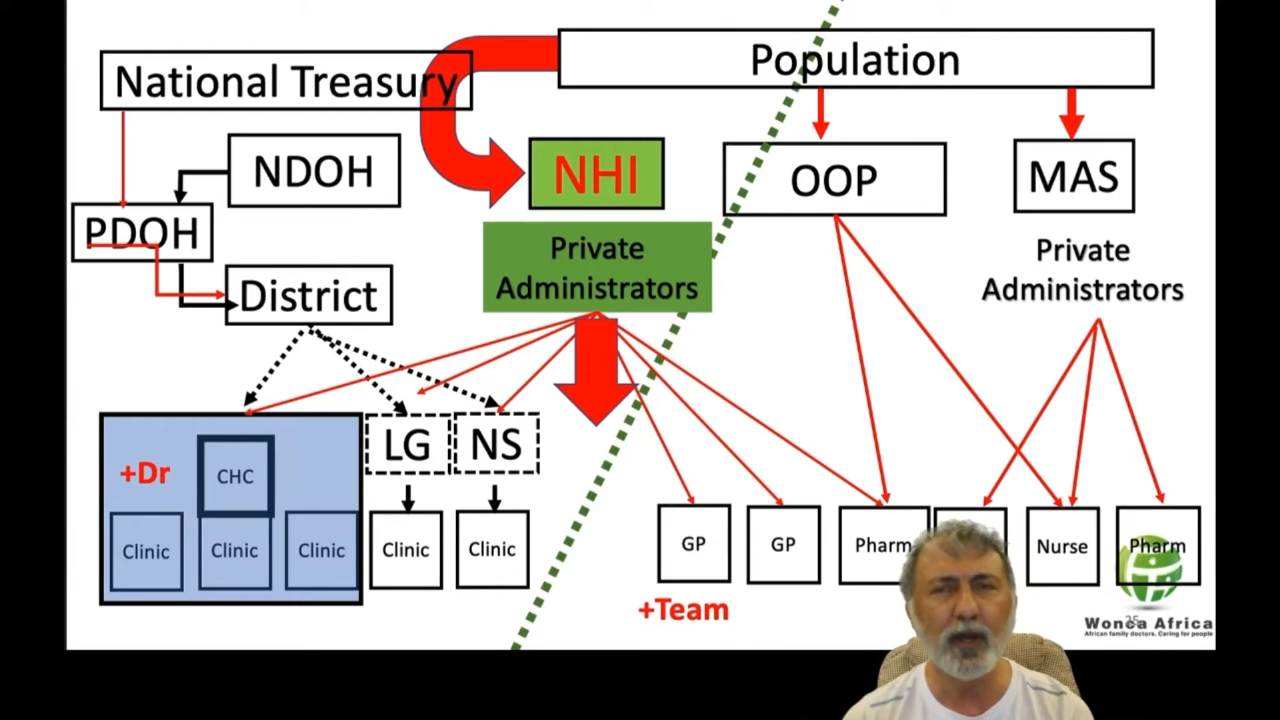 Population
National Treasury
NDOH
NHI
OOP
MAS
PDOH
Private
Administrators
Private
Administrators
District
+Dr
CHC
LG
NS
Clinic
Clinic
Clinic
Clinic
Clinic
GP
GP
Pharm
Nurse
Pharm
+Team
Wonca Africa
African family doctors. Caring for people